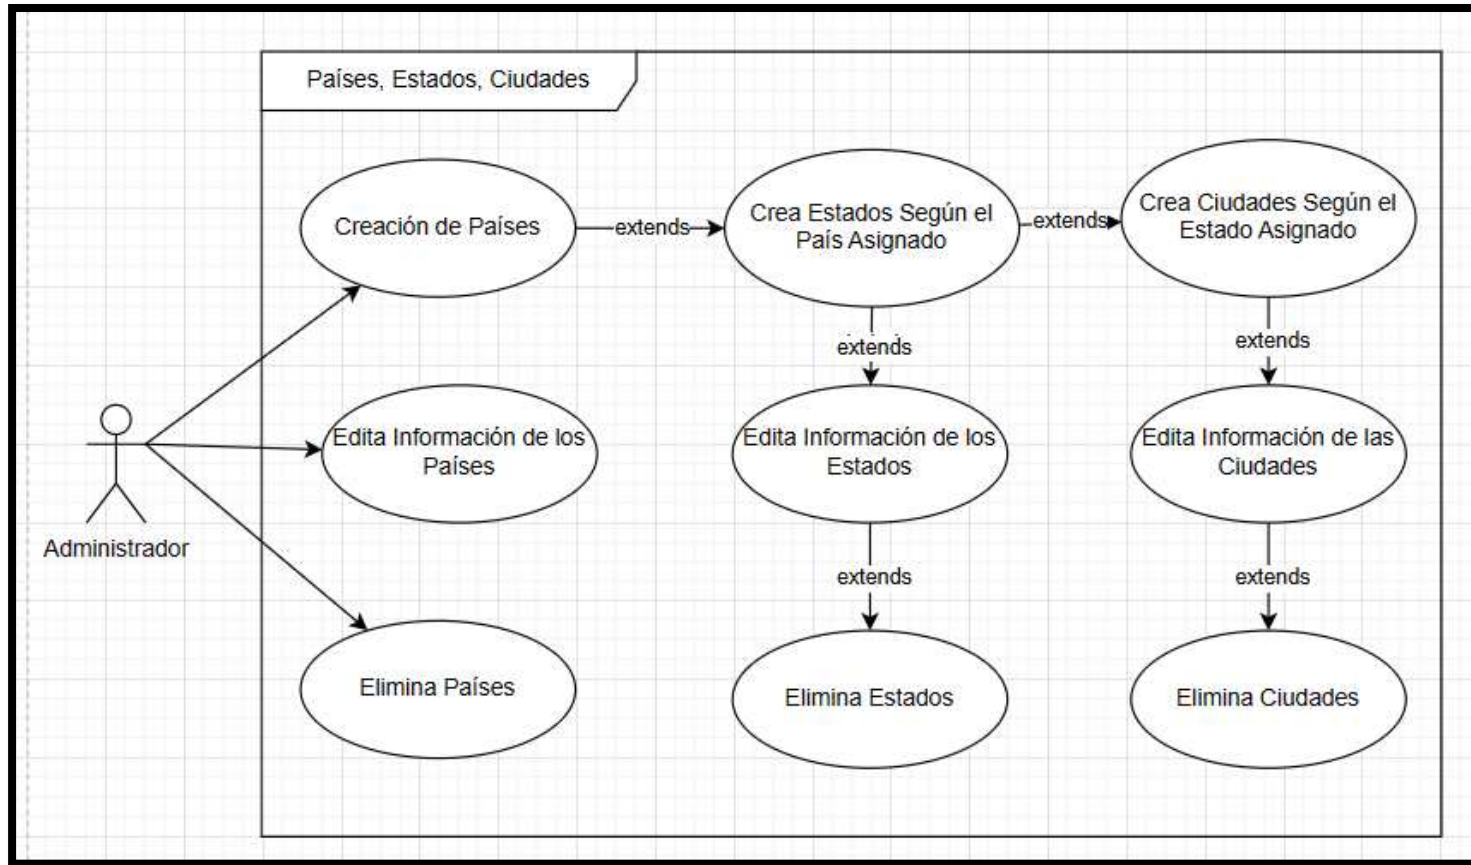 Países, Estados, Ciudades
Creación de Países
extends
Crea Estados Según el
País Asignado
extends
Crea Ciudades Según el
Estado Asignado
extends
extends
Edita Información de los
Países
Edita Información de los
Estados
Edita Información de las
Ciudades
Administrador
extends
extends
Elimina Países
Elimina Estados
Elimina Ciudades